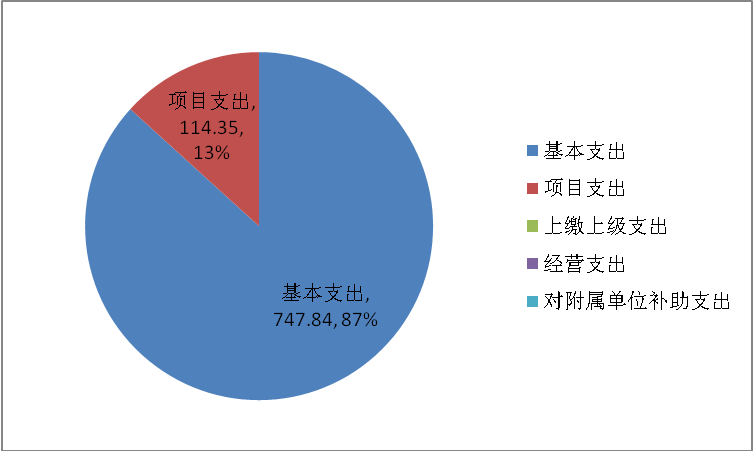 项目支出,
114.35,
13%
基本支出,
747.84, 87%
基本支出
项目支出
上缴上级支出
经营支出
对附属单位补助支出